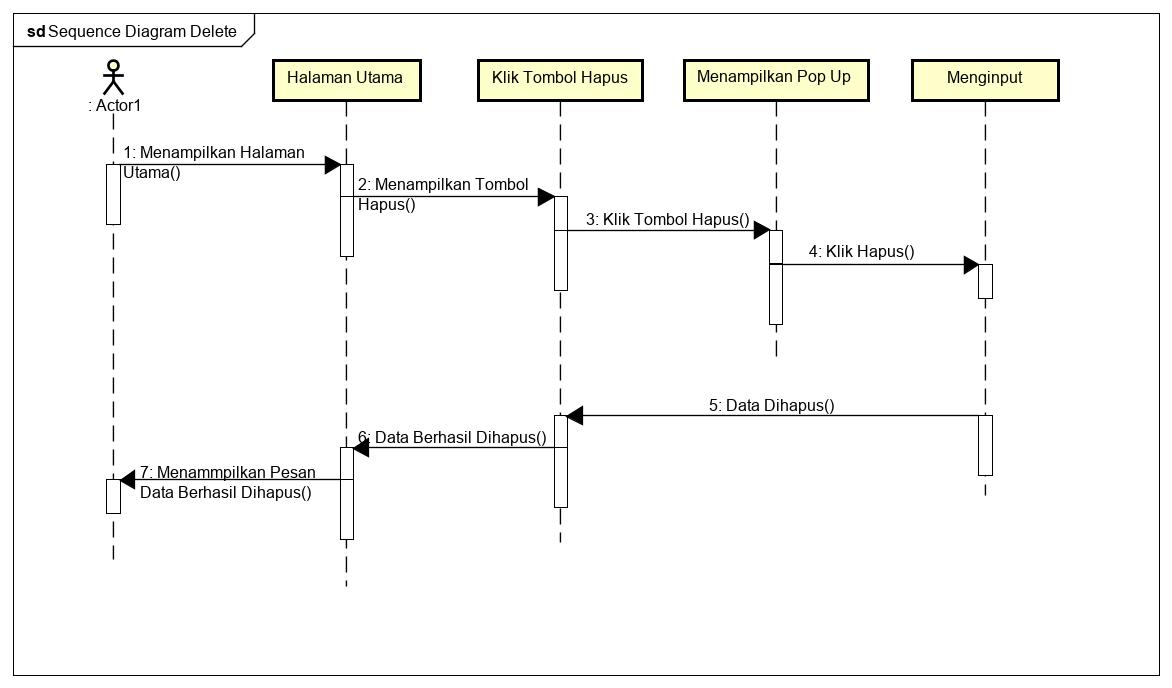 sd Sequence Diagram Delete
: Actor1
Halaman Utama
Klik Tombol Hapus
Menampilkan Pop Up
Menginput
1: Menampilkan Halaman
Utama()
2: Menampilkan Tombol
Hapus()
3: Klik Tombol Hapus()
4: Klik Hapus()
5: Data Dihapus()
6: Data Berhasil Dihapus()
7: Menammpilkan Pesan
Data Berhasil Dihapus()